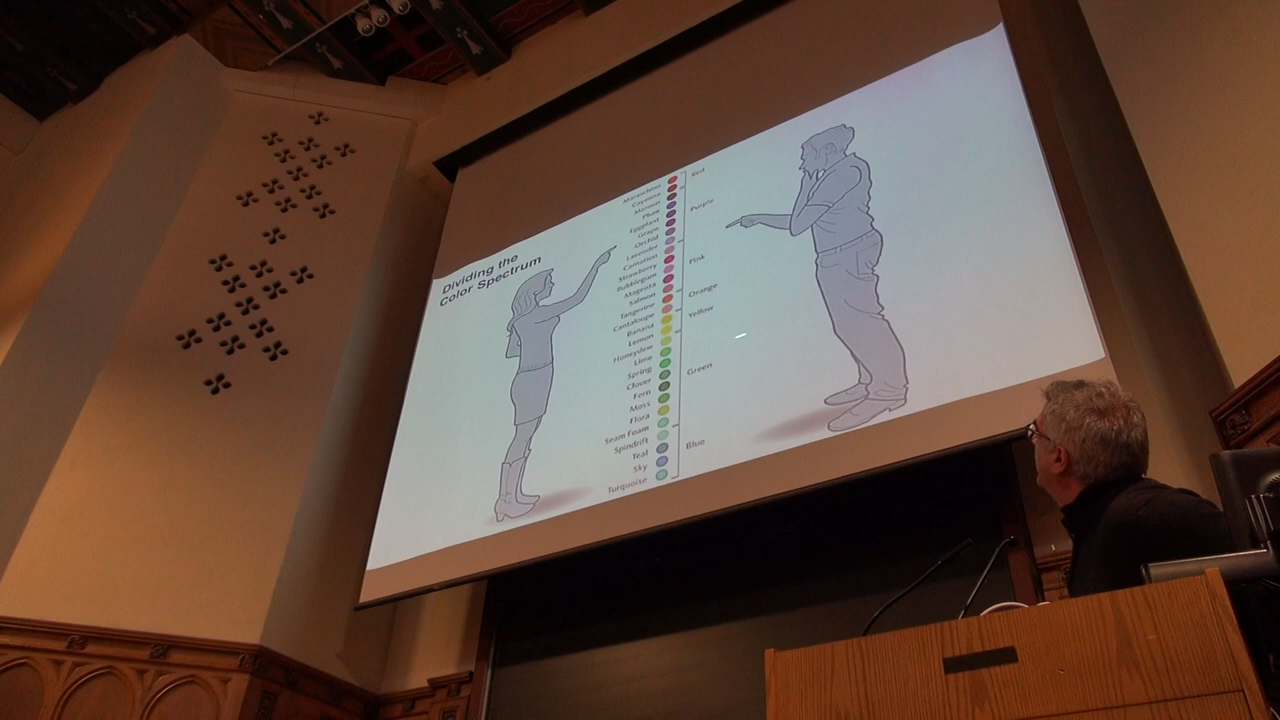 Dividing the
Color Spectrum
Maraschino
Cayenne
Maroon
Plum
Eggplant
Grape
Orchid
Lavender
Carnation
Strawberry
Bubblegum
Magenta
Salmon
Tangerine
Cantaloupe
Banana
Lemon
Honeydew
Lime
Spring
Clover
Fern
Moss
Flora
Seam Foam
Spindrift
Teal
Sky
Turquoise
Red
Purple
Pink
Orange
Yellow
Green
Blue